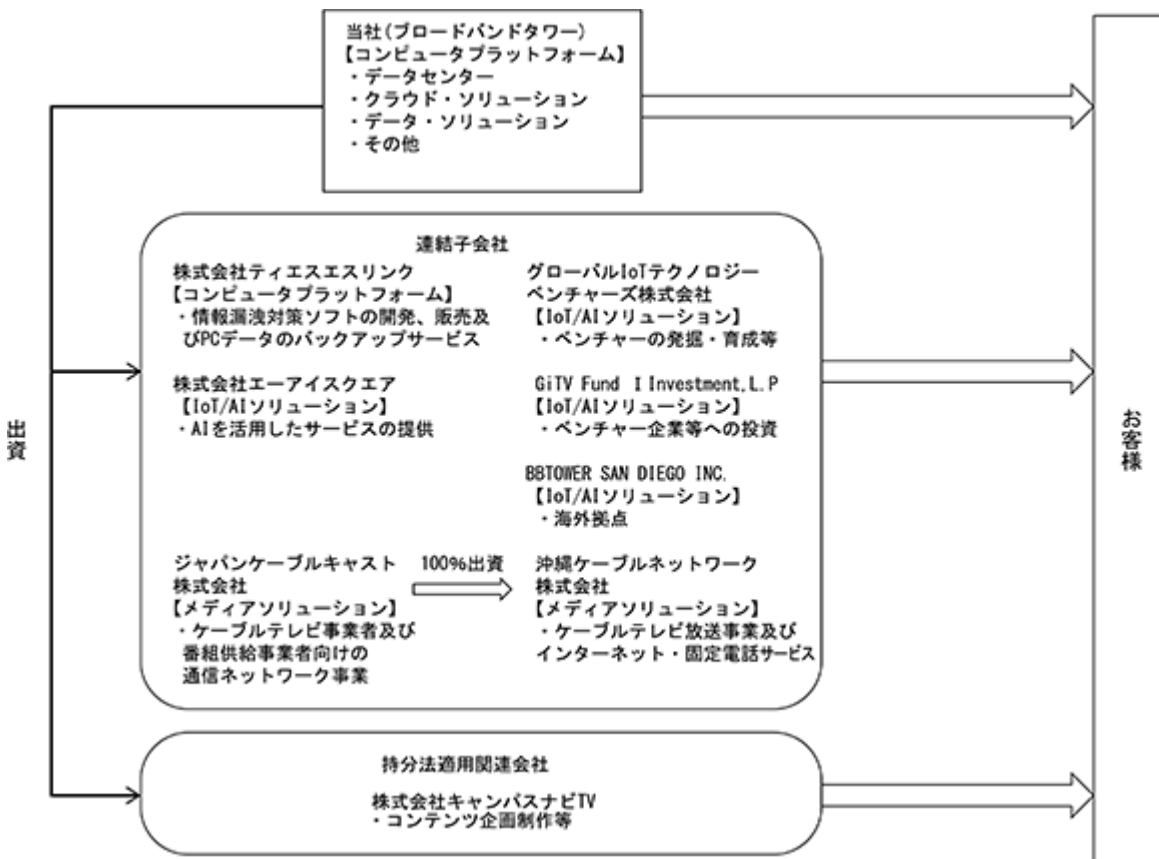 当社(ブロードバンドタワー)
【コンピュータプラットフォーム】
・データセンター
・クラウド・ソリューション
・データ・ソリューション
・その他
連結子会社
株式会社ティエスエスリンク
【コンピュータプラットフォーム】
・情報漏洩対策ソフトの開発、販売及
びPCデータのバックアップサービス
グローバルIoTテクノロジー
ベンチャーズ株式会社
【IoT/AIソリューション】
・ベンチャーの発掘・育成等
株式会社エーアイスクエア
【IoT/AIソリューション】
・AIを活用したサービスの提供
GiTV Fund I Investment,L.P
【IoT/AIソリューション】
・ベンチャー企業等への投資
BBTOWER SAN DIEGO INC.
【IoT/AIソリューション】
・海外拠点
ジャパンケーブルキャスト
株式会社
【メディアソリューション】
・ケーブルテレビ事業者及び
番組供給事業者向けの
通信ネットワーク事業
100%出資
沖縄ケーブルネットワーク
株式会社
【メディアソリューション】
・ケーブルテレビ放送事業及び
インターネット・固定電話サービス
持分法適用関連会社
株式会社キャンパスナビTV
・コンテンツ企画制作等
出資
お客様